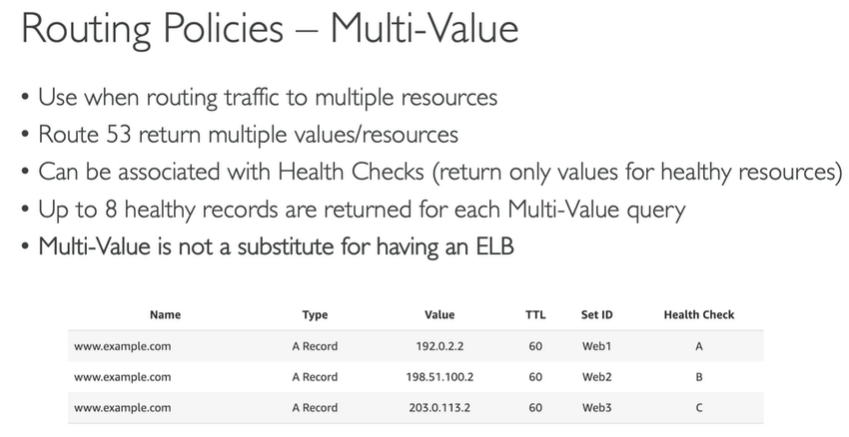 Routing Policies – Multi-Value
• Use when routing traffic to multiple resources
• Route 53 return multiple values/resources
• Can be associated with Health Checks (return only values for healthy resources)
• Up to 8 healthy records are returned for each Multi-Value query
• Multi-Value is not a substitute for having an ELB
Name Type Value TTL Set ID Health Check
www.example.com A Record 192.0.2.2 60 Web1 A
www.example.com A Record 198.51.100.2 60 Web2 B
www.example.com A Record 203.0.113.2 60 Web3 C